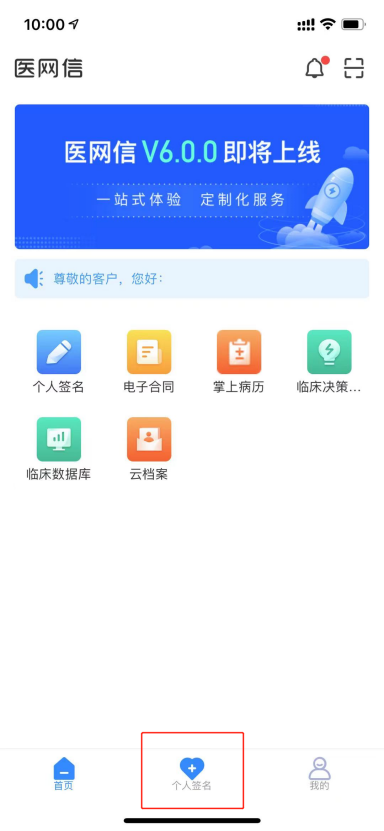 10:00
医网信
医网信 V6.0.0 即将上线
一站式体验 定制化服务
尊敬的客户，您好：
个人签名 电子合同 掌上病历 临床决策...
临床数据库 云档案
首页 个人签名 我的